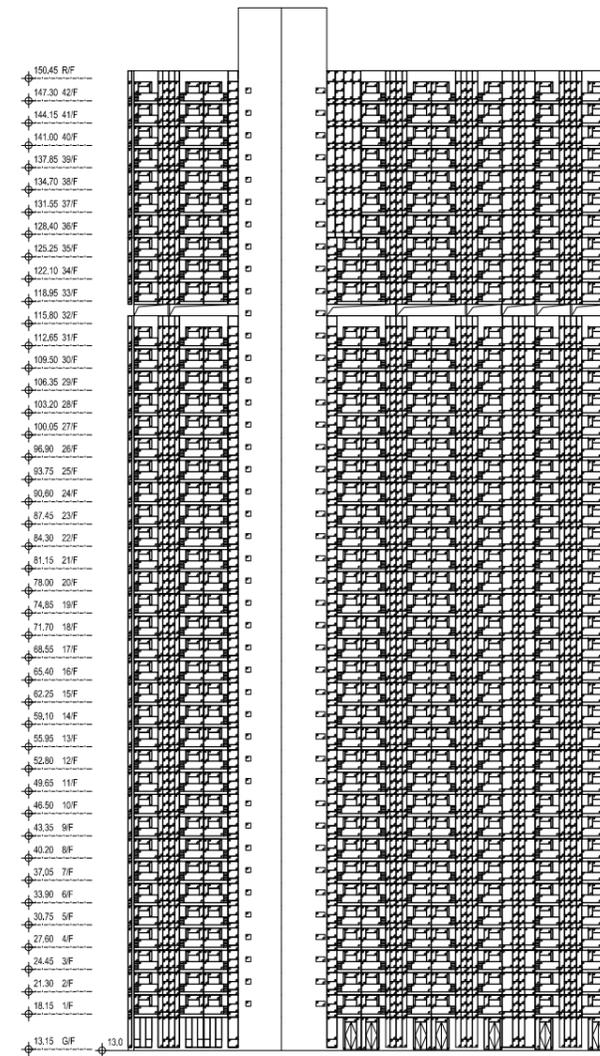 150.45 R/F
147.30 42/F
144.15 41/F
141.00 40/F
137.85 39/F
134.70 38/F
131.55 37/F
128.40 36/F
125.25 35/F
122.10 34/F
118.95 33/F
115.80 32/F
112.65 31/F
109.50 30/F
106.35 29/F
103.20 28/F
100.05 27/F
96.90 26/F
93.75 25/F
90.60 24/F
87.45 23/F
84.30 22/F
81.15 21/F
78.00 20/F
74.85 19/F
71.70 18/F
68.55 17/F
65.40 16/F
62.25 15/F
59.10 14/F
55.95 13/F
52.80 12/F
49.65 11/F
46.50 10/F
43.35 9/F
40.20 8/F
37.05 7/F
33.90 6/F
30.75 5/F
27.60 4/F
24.45 3/F
21.30 2/F
18.15 1/F
13.15 G/F 13.0